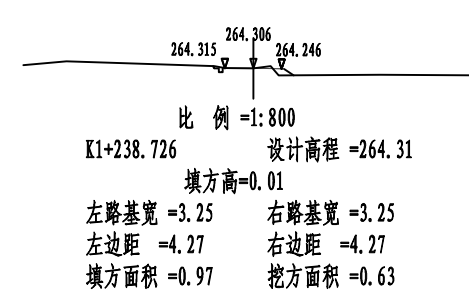 264.306
264.315 264.246
比 例 =1:800
K1+238.726 设计高程 =264.31
填方高=0.01
左路基宽 =3.25 右路基宽 =3.25
左边距 =4.27 右边距 =4.27
填方面积 =0.97 挖方面积 =0.63